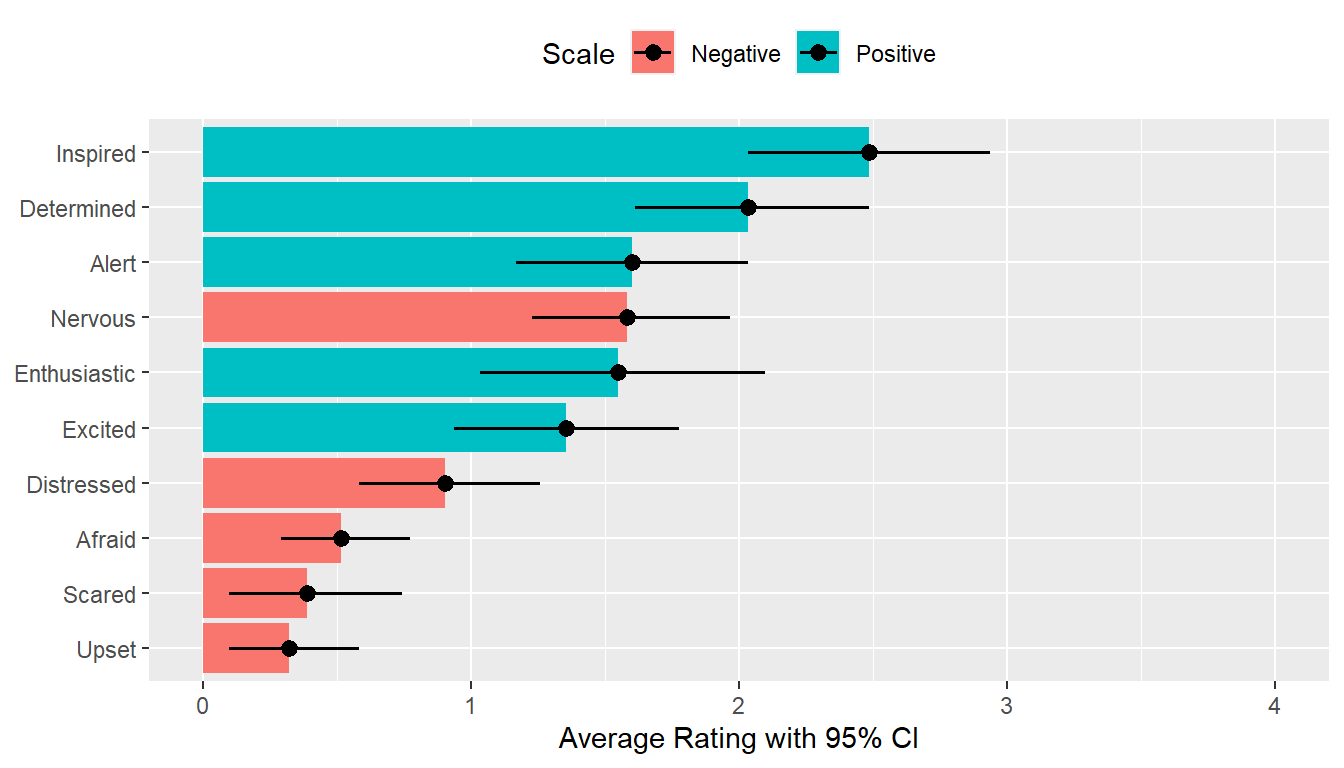 Scale Negative Positive
Inspired
Determined
Alert
Nervous
Enthusiastic
Excited
Distressed
Afraid
Scared
Upset
0 1 2 3 4
Average Rating with 95% CI